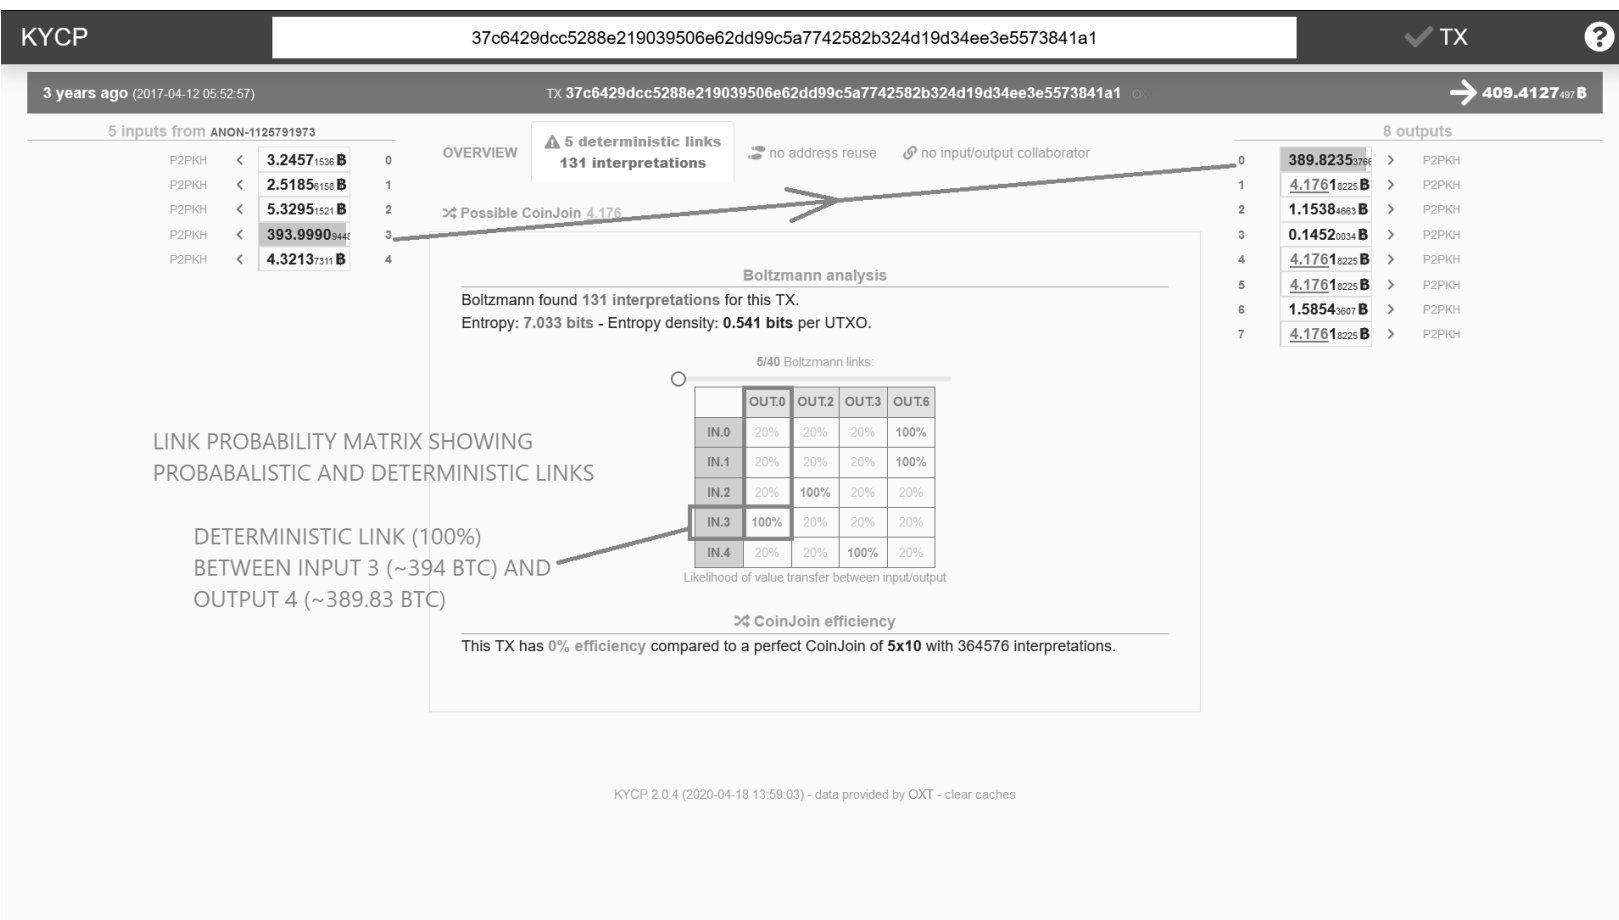 KYCP
37c6429dcc5288e219039506e62dd99c5a7742582b324d19d34ee3e5573841a1
TX
?
3 years ago (2017-04-12 05:52:57)
TX 37c6429dcc5288e219039506e62dd99c5a7742582b324d19d34ee3e5573841a1
409.4127497 B
5 inputs from ANON-1125791973
P2PKH < 3.24571536 B 0
P2PKH < 2.51856158 B 1
P2PKH < 5.32951521 B 2
P2PKH < 393.99909448 3
P2PKH < 4.32137311 B 4
OVERVIEW
5 deterministic links
131 interpretations
no address reuse
no input/output collaborator
Possible CoinJoin 4.176
8 outputs
0 389.82353766 > P2PKH
1 4.17618225 B > P2PKH
2 1.15384663 B > P2PKH
3 0.14520034 B > P2PKH
4 4.17618225 B > P2PKH
5 4.17618225 B > P2PKH
6 1.58543607 B > P2PKH
7 4.17618225 B > P2PKH
Boltzmann analysis
Boltzmann found 131 interpretations for this TX.
Entropy: 7.033 bits - Entropy density: 0.541 bits per UTXO.
5/40 Boltzmann links:
OUT.0 OUT.2 OUT.3 OUT.6
IN.0 20% 20% 20% 100%
IN.1 20% 20% 20% 100%
IN.2 20% 100% 20% 20%
IN.3 100% 20% 20% 20%
IN.4 20% 20% 100% 20%
Likelihood of value transfer between input/output
LINK PROBABILITY MATRIX SHOWING
PROBABALISTIC AND DETERMINISTIC LINKS
DETERMINISTIC LINK (100%)
BETWEEN INPUT 3 (~394 BTC) AND
OUTPUT 4 (~389.83 BTC)
CoinJoin efficiency
This TX has 0% efficiency compared to a perfect CoinJoin of 5x10 with 364576 interpretations.
KYCP 2.0.4 (2020-04-18 13:59:03) - data provided by OXT - clear caches